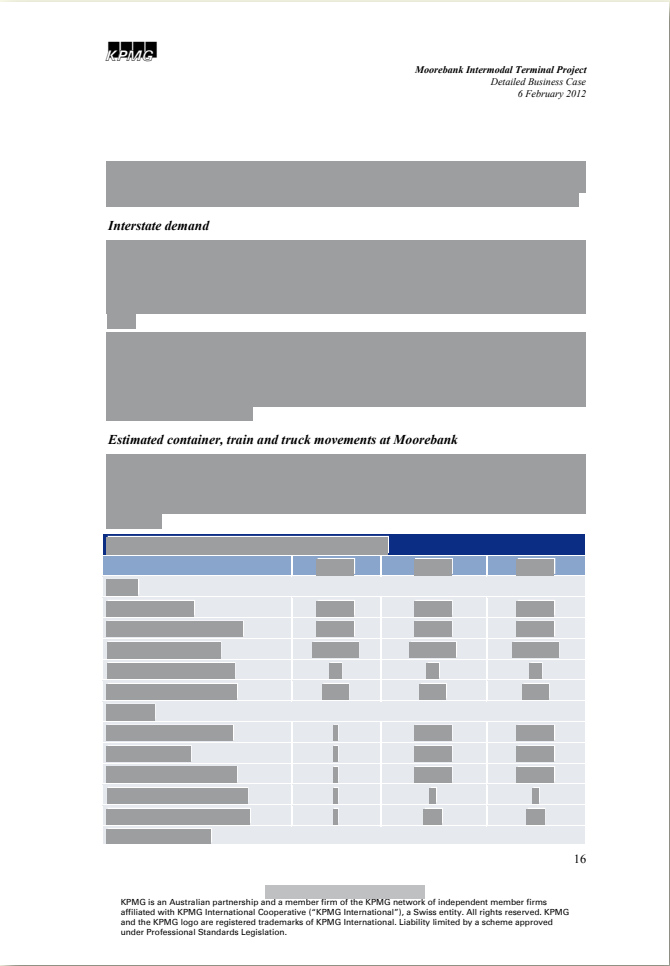 KPMG
Moorebank Intermodal Terminal Project
Detailed Business Case
6 February 2012
Interstate demand
Estimated container, train and truck movements at Moorebank
16
KPMG is an Australian partnership and a member firm of the KPMG network of independent member firms
affiliated with KPMG International Cooperative (“KPMG International”), a Swiss entity. All rights reserved. KPMG
and the KPMG logo are registered trademarks of KPMG International. Liability limited by a scheme approved
under Professional Standards Legislation.